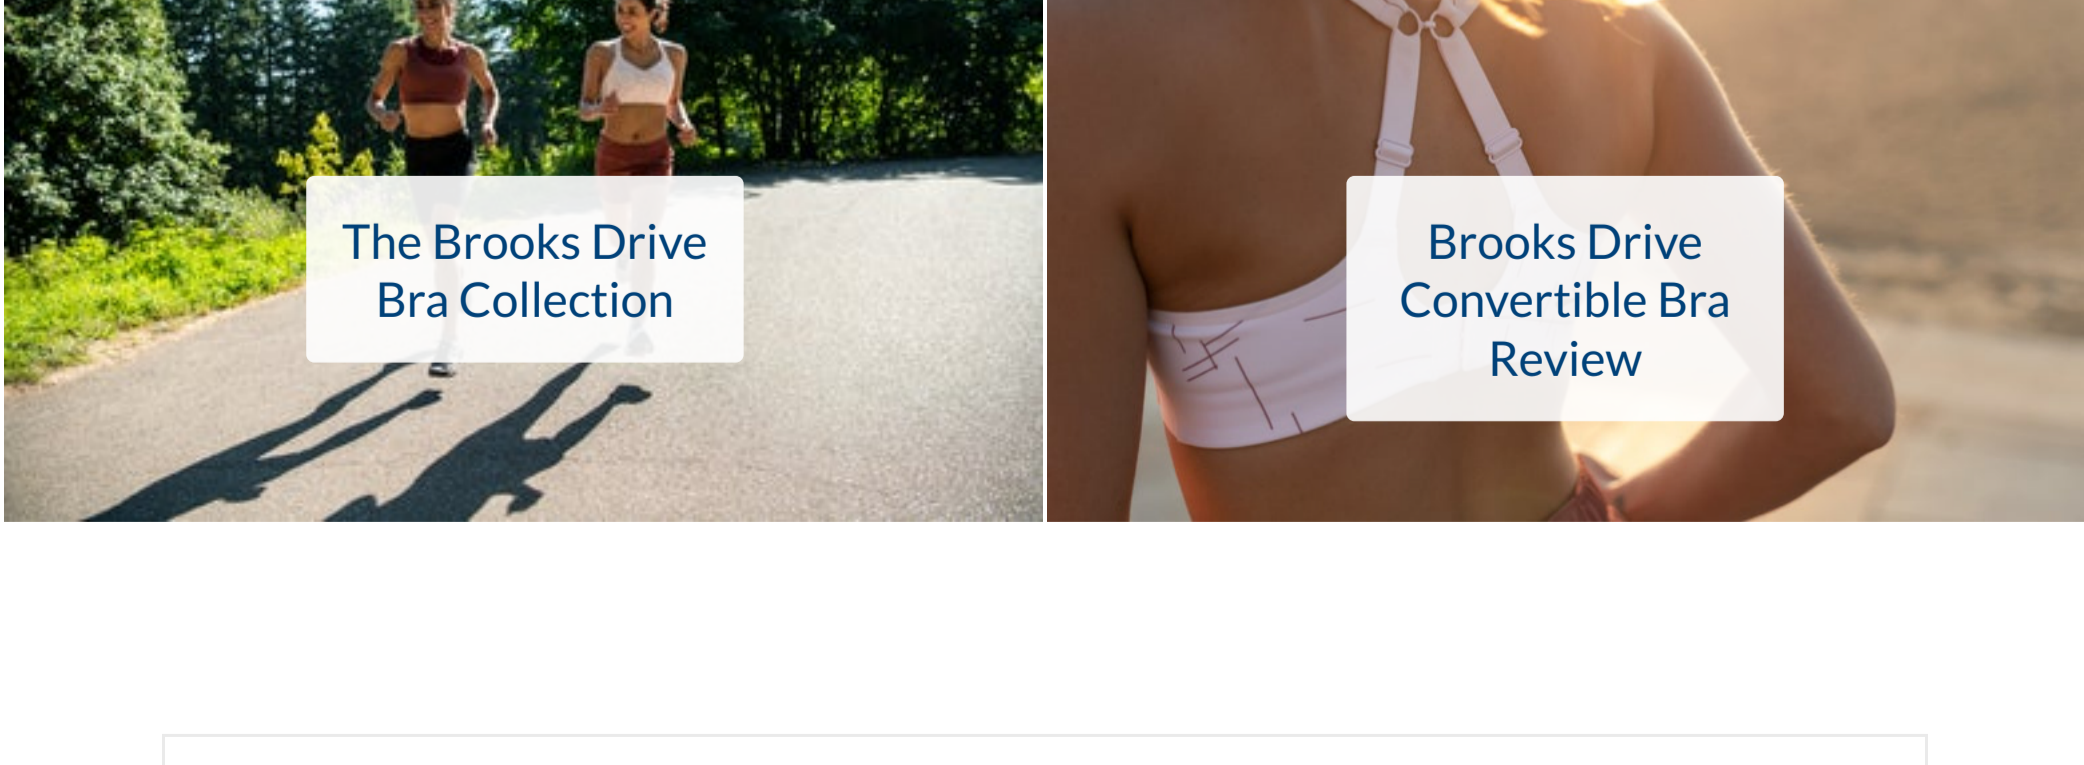 The Brooks Drive
Bra Collection
Brooks Drive
Convertible Bra
Review